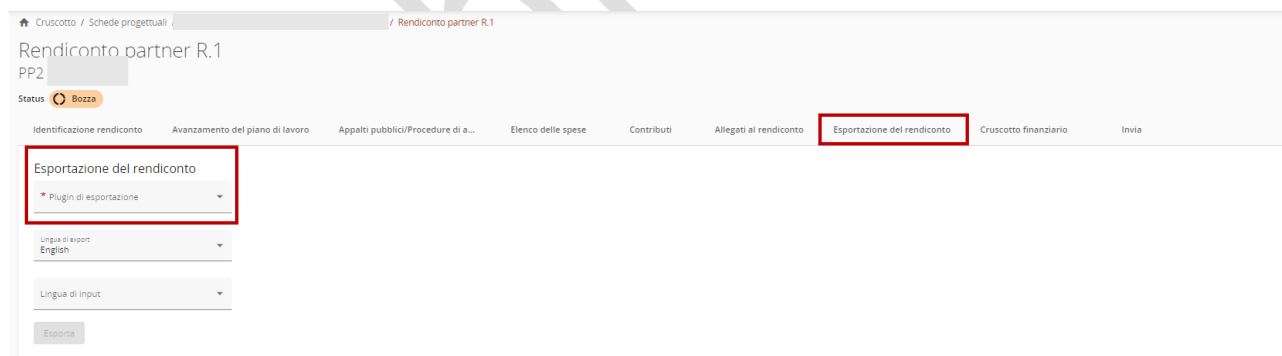 Cruscotto / Schede progettuali / / Rendiconto partner R.1
Rendiconto partner R.1
PP2
Status Bozza
Identificazione rendiconto Avanzamento del piano di lavoro Appalti pubblici/Procedure di a... Elenco delle spese Contributi Allegati al rendiconto Esportazione del rendiconto Cruscotto finanziario Invia
Esportazione del rendiconto
* Plugin di esportazione
Lingua di export
English
Lingua di input
Esporta